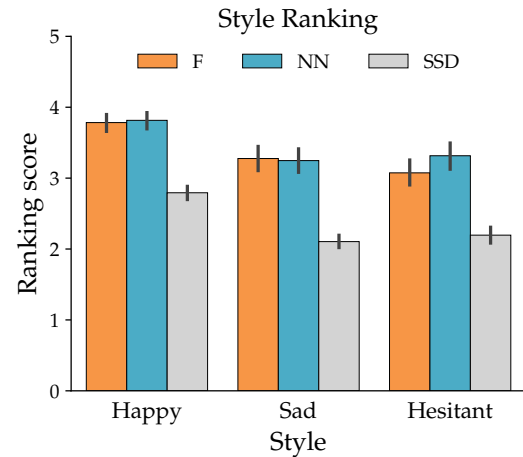 Style Ranking
F NN SSD
Ranking score
5
4
3
2
1
0
Happy Sad Hesitant
Style